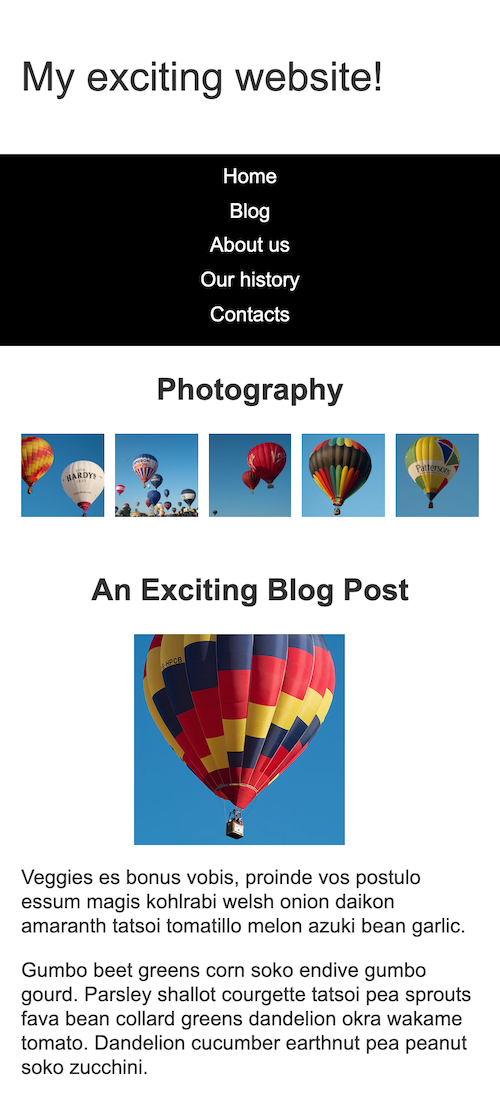 My exciting website!
Home
Blog
About us
Our history
Contacts
Photography
HARDYS
Patterson
An Exciting Blog Post
Veggies es bonus vobis, proinde vos postulo
essum magis kohlrabi welsh onion daikon
amaranth tatsoi tomatillo melon azuki bean garlic.
Gumbo beet greens corn soko endive gumbo
gourd. Parsley shallot courgette tatsoi pea sprouts
fava bean collard greens dandelion okra wakame
tomato. Dandelion cucumber earthnut pea peanut
soko zucchini.